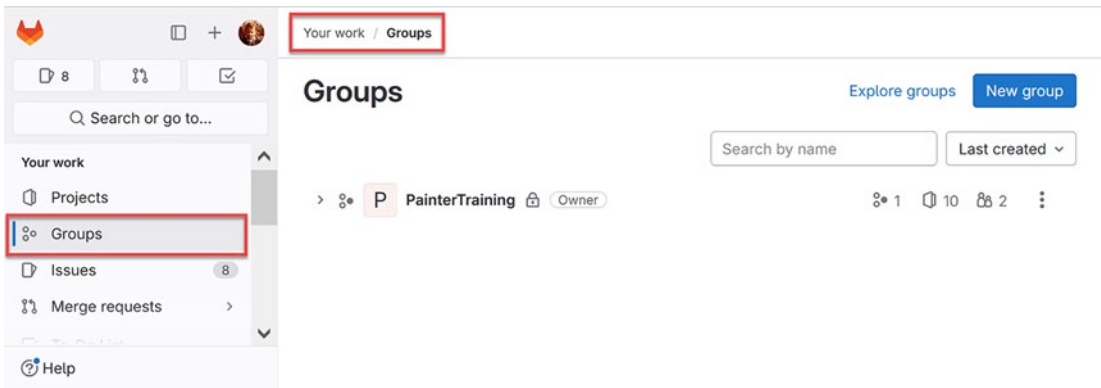 Your work / Groups
8
Search or go to...
Your work
Projects
Groups
Issues 8
Merge requests
Help
Groups
Explore groups
New group
Search by name
Last created
P PainterTraining Owner 1 10 2